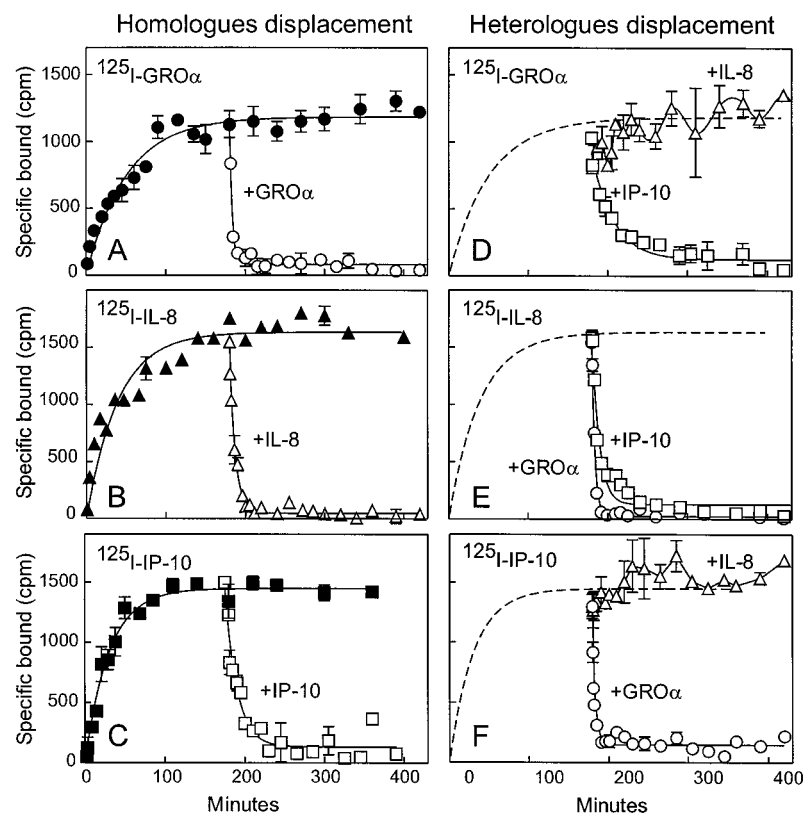 Homologues displacement
Heterologues displacement
Specific bound (cpm)
1500
1000
500
0
125I-GROα
+GROα
A
125I-GROα
+IL-8
+IP-10
D
Specific bound (cpm)
1500
1000
500
0
125I-IL-8
+IL-8
B
125I-IL-8
+IP-10
+GROα
E
Specific bound (cpm)
1500
1000
500
0
125I-IP-10
+IP-10
C
125I-IP-10
+IL-8
+GROα
F
0 100 200 300 400
0 100 200 300 400
Minutes
Minutes